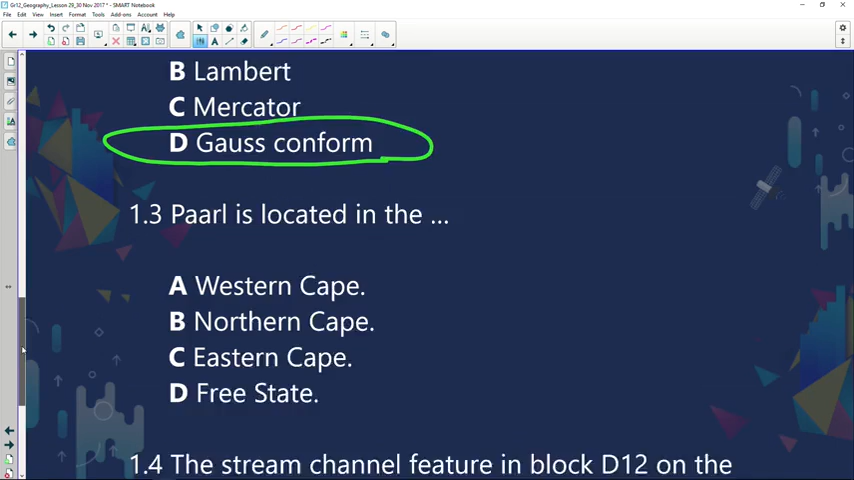 Gr12_Geography_Lesson 29_30 Nov 2017 * - SMART Notebook
File Edit View Insert Format Tools Add-ons Account Help
B Lambert
C Mercator
D Gauss conform
1.3 Paarl is located in the ...
A Western Cape.
B Northern Cape.
C Eastern Cape.
D Free State.
1.4 The stream channel feature in block D12 on the